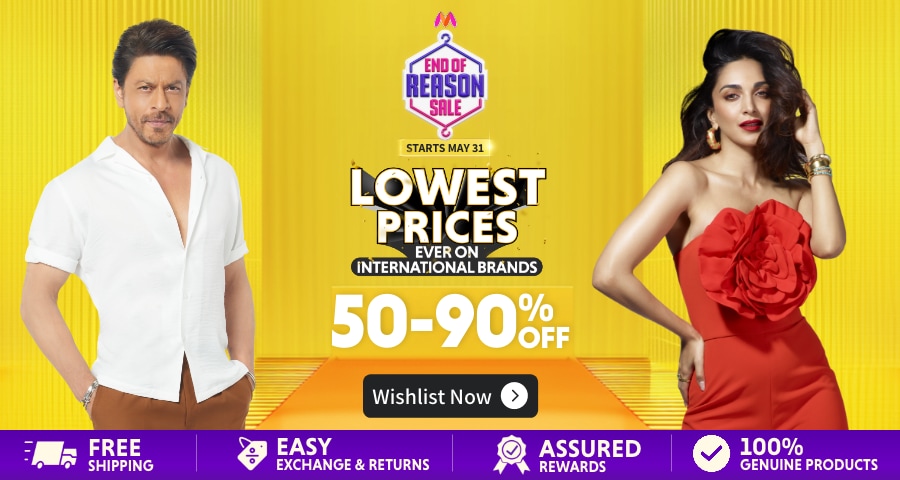 END OF
REASON
SALE
STARTS MAY 31
LOWEST
PRICES
EVER ON
INTERNATIONAL BRANDS
50-90% OFF
Wishlist Now
FREE
SHIPPING
EASY
EXCHANGE & RETURNS
ASSURED
REWARDS
100%
GENUINE PRODUCTS